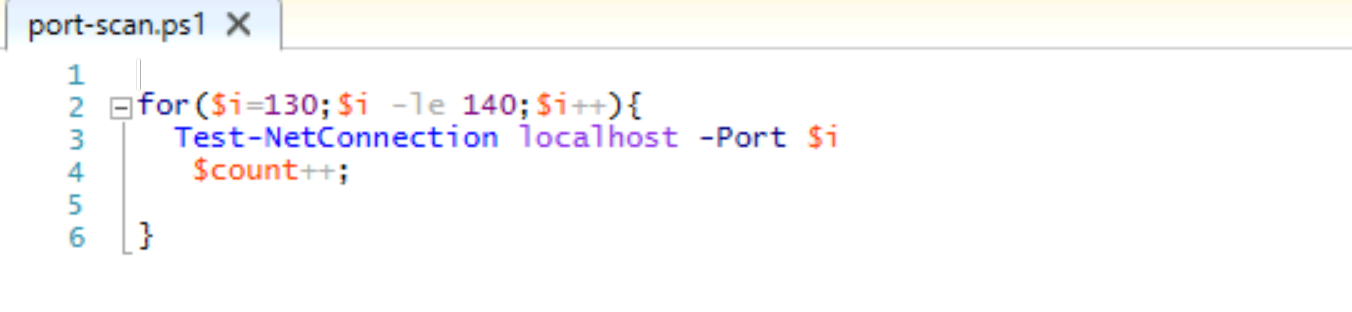 port-scan.ps1 ✕
1
2 for($i=130;$i -le 140;$i++){
3 Test-NetConnection localhost -Port $i
4 $count++;
5
6 }